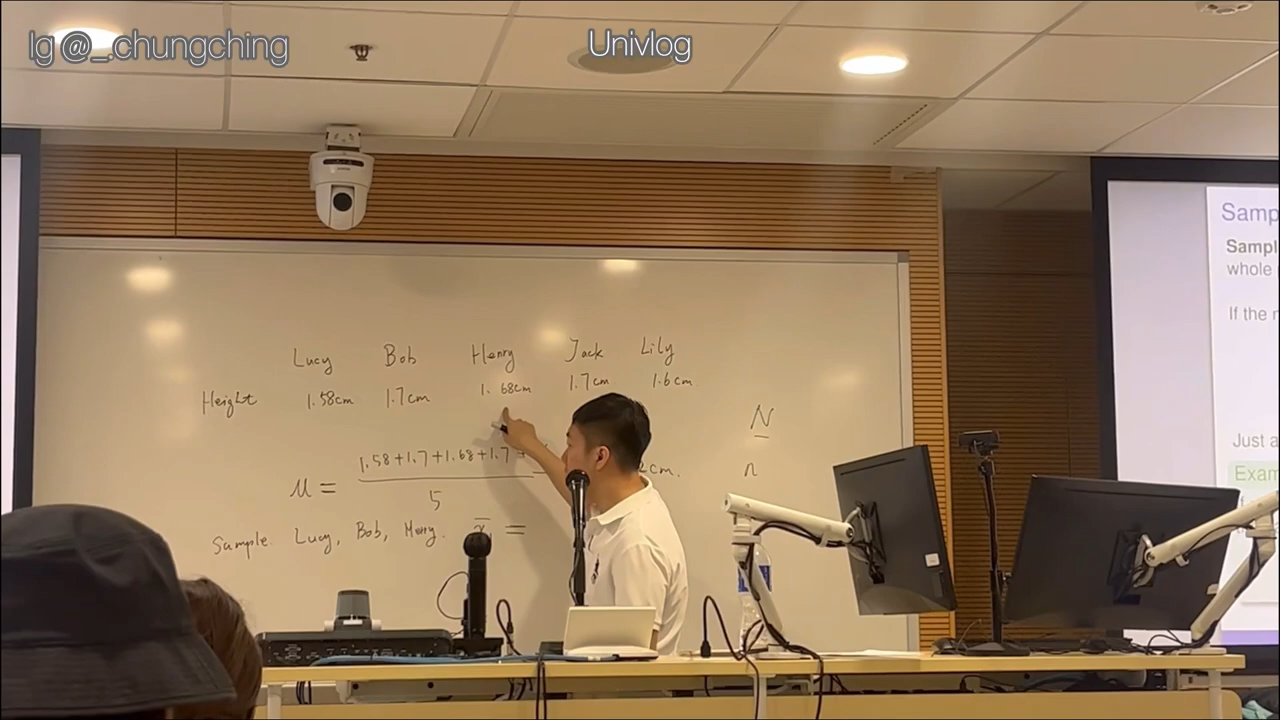 Ig @_.chungching
Univlog
Lucy Bob Henry Jack Lily
Height 1.58cm 1.7cm 1.68cm 1.7cm 1.6cm
N
1.58+1.7+1.68+1.7
μ =
5
cm.
n
Sample Lucy, Bob, Henry. x̄ =
Samp
Sampl
whole
If the
Just a
Exam